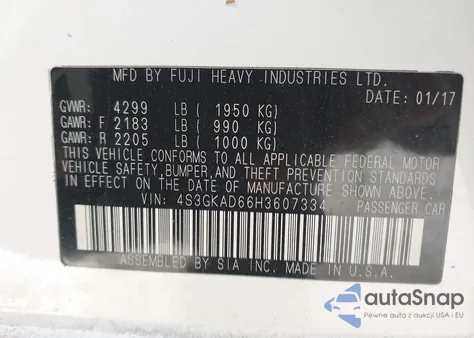 MFD BY FUJI HEAVY INDUSTRIES LTD.
DATE: 01/17
GVWR: 4299 LB ( 1950 KG)
GAWR: F 2183 LB ( 990 KG)
GAWR: R 2205 LB ( 1000 KG)
THIS VEHICLE CONFORMS TO ALL APPLICABLE FEDERAL MOTOR
VEHICLE SAFETY, BUMPER, AND THEFT PREVENTION STANDARDS
IN EFFECT ON THE DATE OF MANUFACTURE SHOWN ABOVE.
VIN: 4S3GKAD66H3607334 PASSENGER CAR
ASSEMBLED BY SIA INC. MADE IN U.S.A.
autoSnap
Pewne auta z aukcji USA i EU